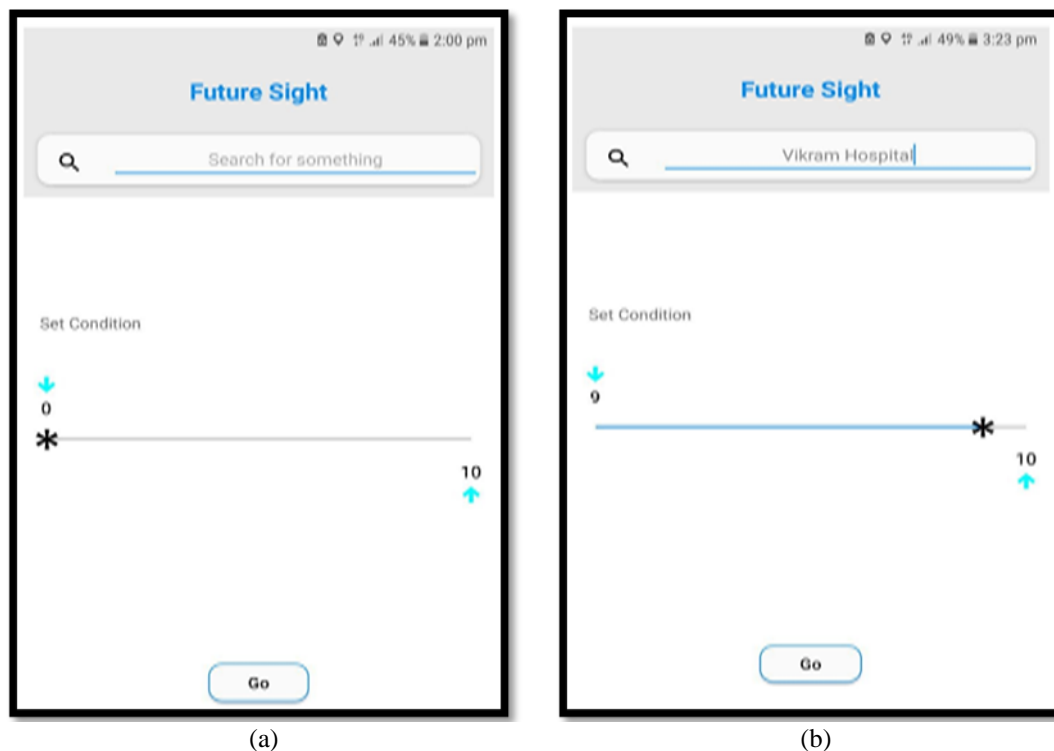 45% 2:00 pm
Future Sight
Search for something
Set Condition
0
10
Go
(a)
49% 3:23 pm
Future Sight
Vikram Hospital
Set Condition
9
10
Go
(b)